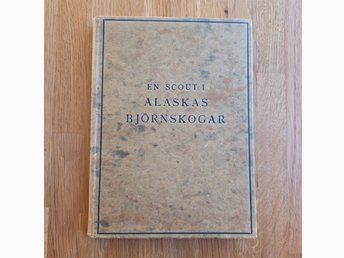 EN SCOUT I
ALASKAS
BJÖRNSKOGAR